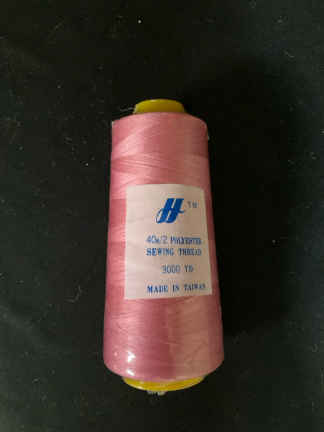 H TM
40s/2 POLYESTER
SEWING THREAD
3000 YD
MADE IN TAIWAN